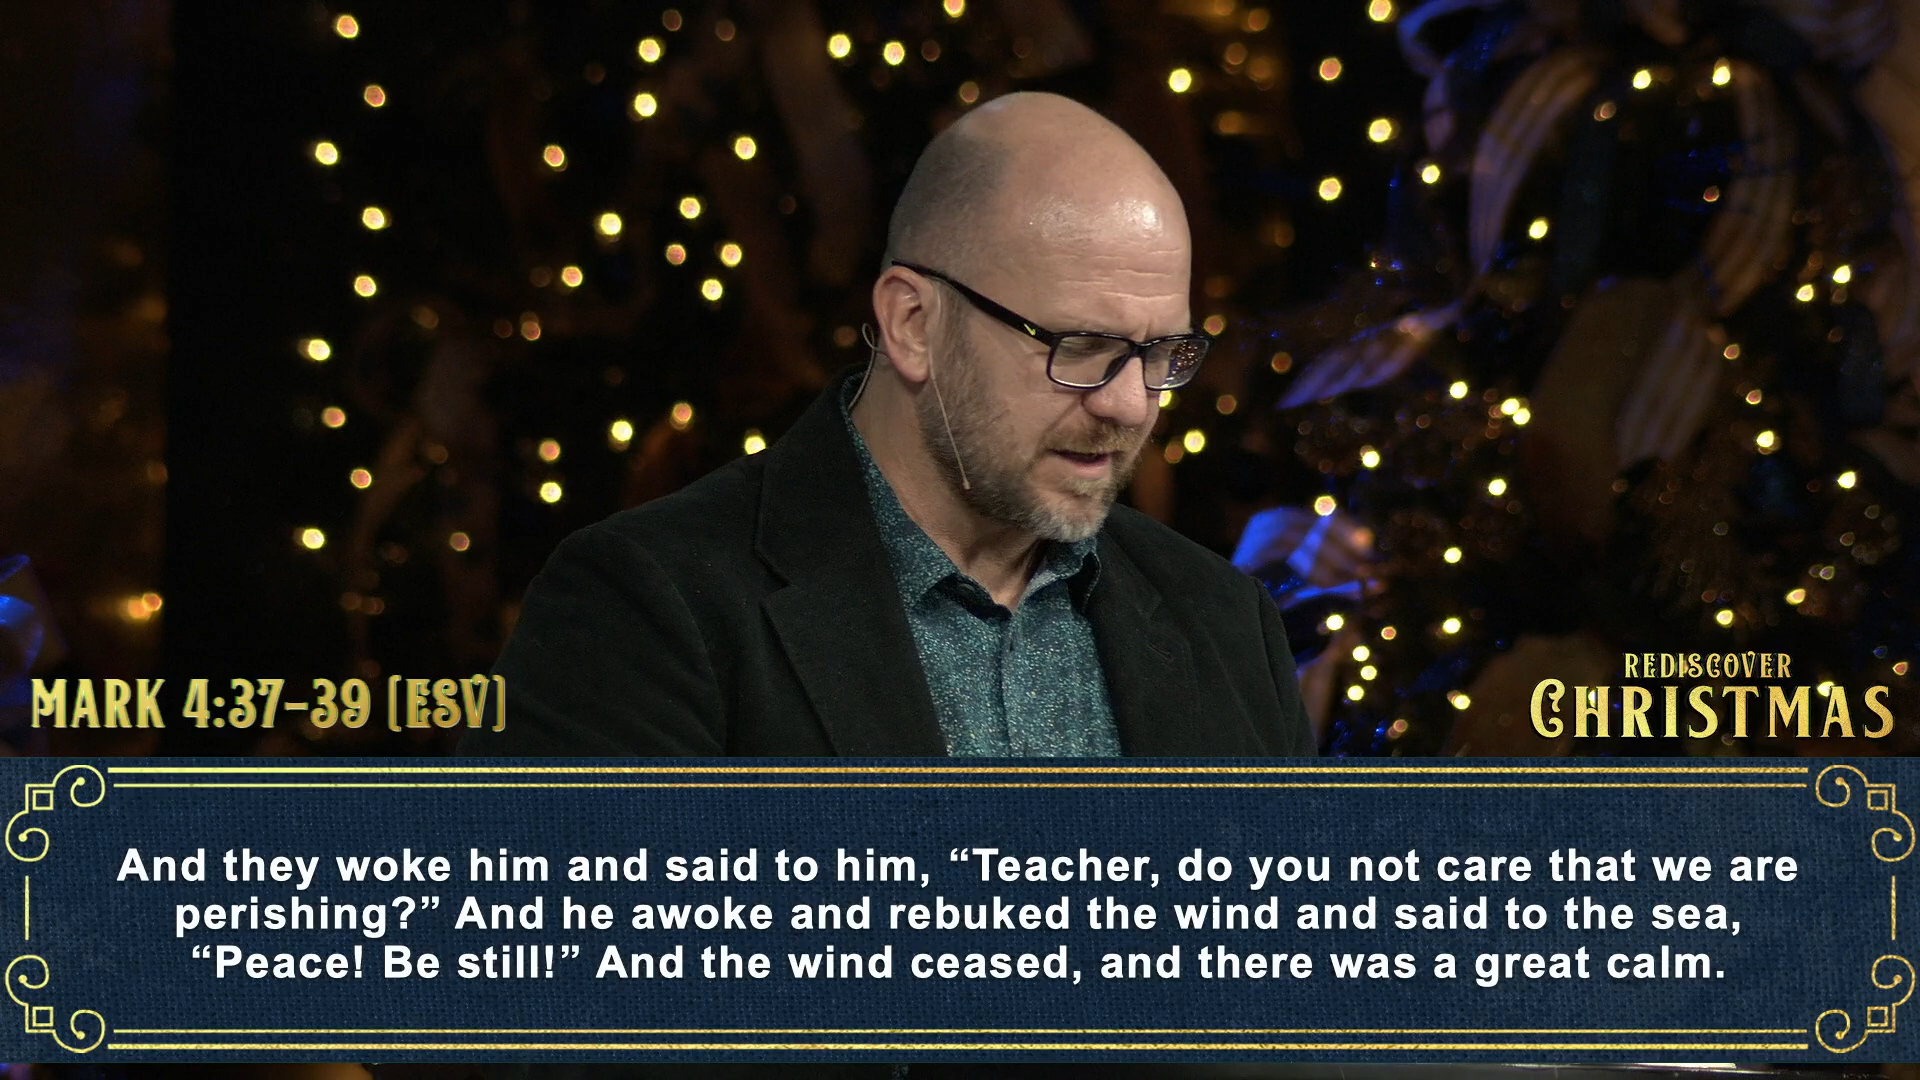 MARK 4:37-39 (ESV)
REDISCOVER
CHRISTMAS
And they woke him and said to him, “Teacher, do you not care that we are
perishing?” And he awoke and rebuked the wind and said to the sea,
“Peace! Be still!” And the wind ceased, and there was a great calm.